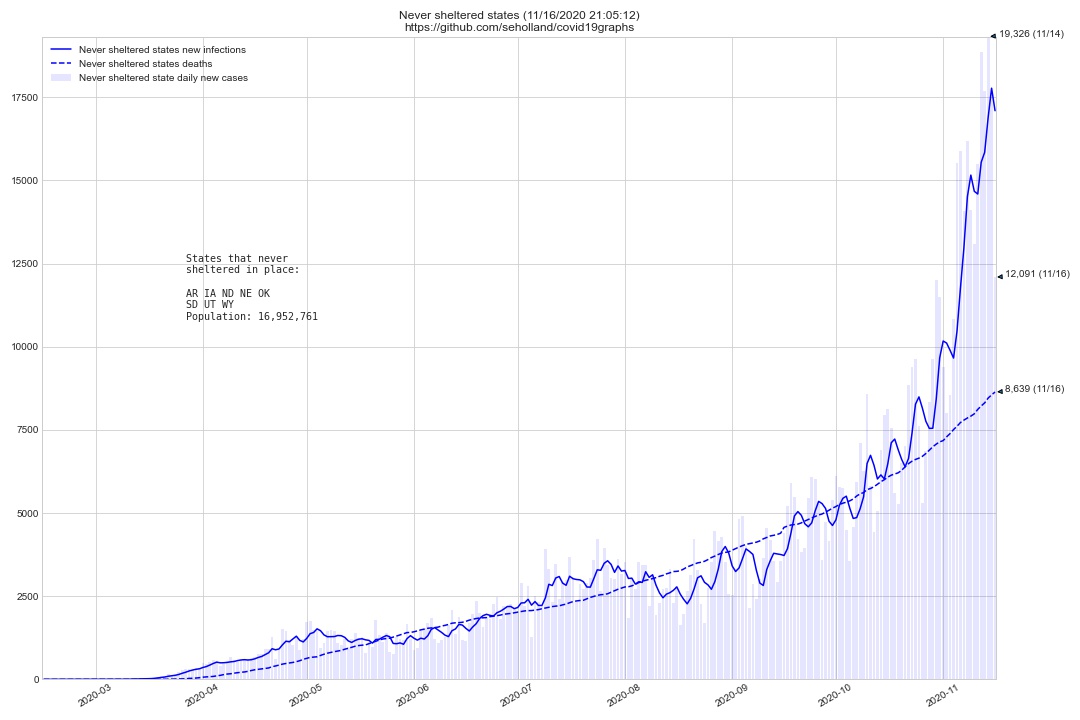 Never sheltered states (11/16/2020 21:05:12)
https://github.com/seholland/covid19graphs
19,326 (11/14)
Never sheltered states new infections
Never sheltered states deaths
Never sheltered state daily new cases
17500
15000
States that never
sheltered in place:
AR IA ND NE OK
SD UT WY
Population: 16,952,761
12500
12,091 (11/16)
10000
8,639 (11/16)
7500
5000
2500
0
2020-03
2020-04
2020-05
2020-06
2020-07
2020-08
2020-09
2020-10
2020-11